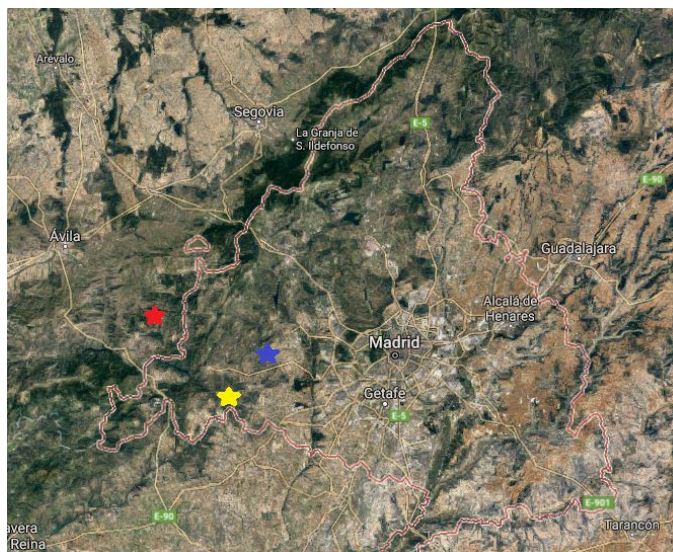 Arévalo
Segovia
La Granja de
S. Ildefonso
E-5
E-90
Ávila
Guadalajara
Alcalá de
Henares
Madrid
Getafe
E-5
E-90
E-901
avera
Reina
Tarancón